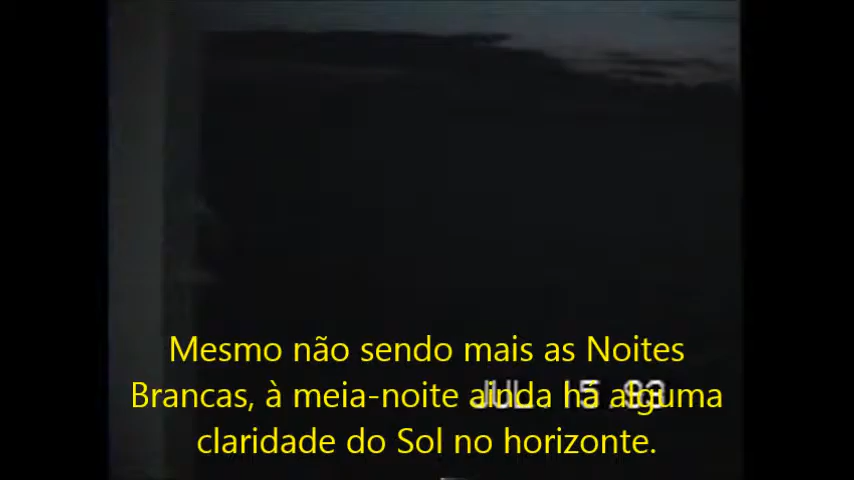 Mesmo não sendo mais as Noites
Brancas, à meia-noite ainda há alguma
claridade do Sol no horizonte.